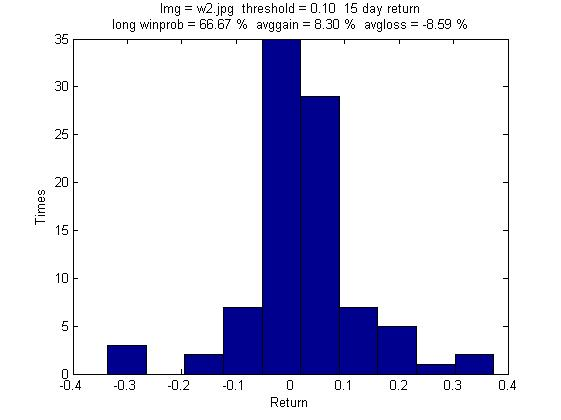 Img = w2.jpg  threshold = 0.10  15 day return
long winprob = 66.67 %  avggain = 8.30 %  avgloss = -8.59 %
35
30
25
20
15
10
5
0
Times
-0.4 -0.3 -0.2 -0.1 0 0.1 0.2 0.3 0.4
Return